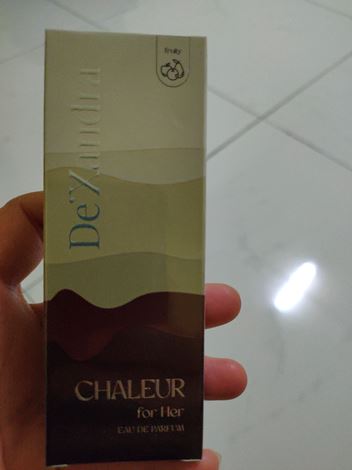 fruity
De'Xandra
CHALEUR
for Her
EAU DE PARFUM